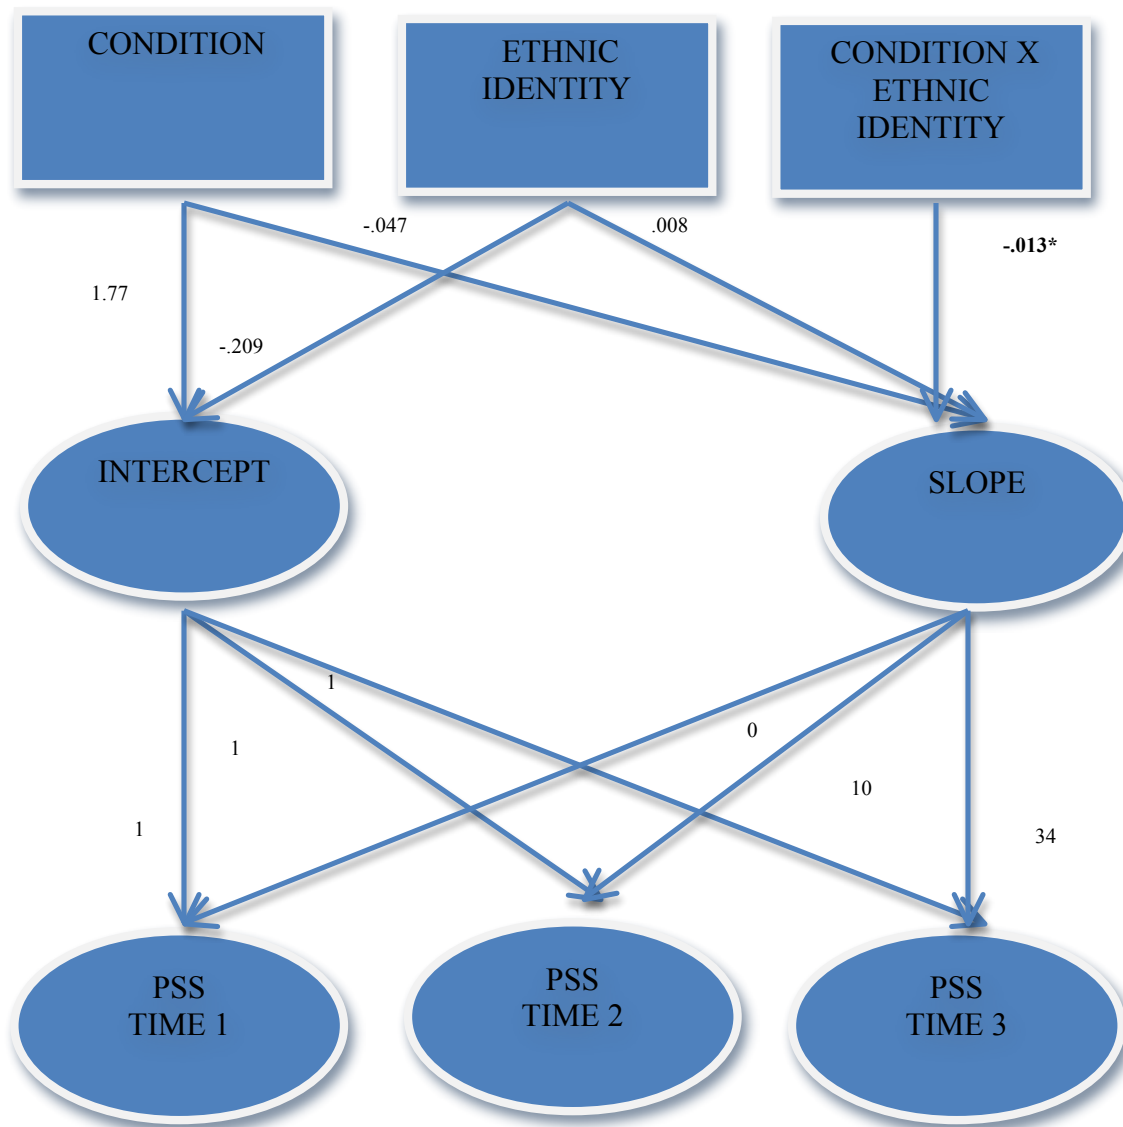 CONDITION
ETHNIC
IDENTITY
CONDITION X
ETHNIC
IDENTITY
-.047
.008
-.013*
1.77
-.209
INTERCEPT
SLOPE
1
0
1
10
1
34
PSS
TIME 1
PSS
TIME 2
PSS
TIME 3